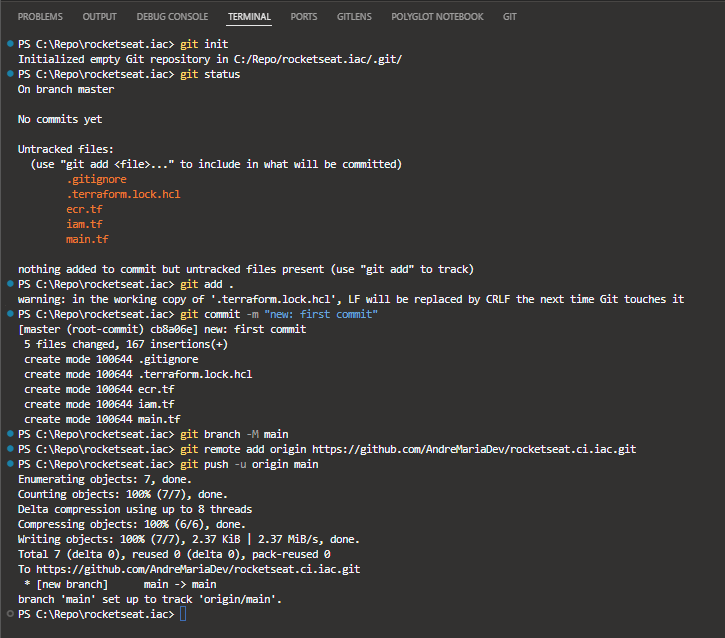 PROBLEMS OUTPUT DEBUG CONSOLE TERMINAL PORTS GITLENS POLYGLOT NOTEBOOK GIT
PS C:\Repo\rocketseat.iac> git init
Initialized empty Git repository in C:/Repo/rocketseat.iac/.git/
PS C:\Repo\rocketseat.iac> git status
On branch master

No commits yet

Untracked files:
  (use "git add <file>..." to include in what will be committed)
        .gitignore
        .terraform.lock.hcl
        ecr.tf
        iam.tf
        main.tf

nothing added to commit but untracked files present (use "git add" to track)
PS C:\Repo\rocketseat.iac> git add .
warning: in the working copy of '.terraform.lock.hcl', LF will be replaced by CRLF the next time Git touches it
PS C:\Repo\rocketseat.iac> git commit -m "new: first commit"
[master (root-commit) cb8a06e] new: first commit
 5 files changed, 167 insertions(+)
 create mode 100644 .gitignore
 create mode 100644 .terraform.lock.hcl
 create mode 100644 ecr.tf
 create mode 100644 iam.tf
 create mode 100644 main.tf
PS C:\Repo\rocketseat.iac> git branch -M main
PS C:\Repo\rocketseat.iac> git remote add origin https://github.com/AndreMariaDev/rocketseat.ci.iac.git
PS C:\Repo\rocketseat.iac> git push -u origin main
Enumerating objects: 7, done.
Counting objects: 100% (7/7), done.
Delta compression using up to 8 threads
Compressing objects: 100% (6/6), done.
Writing objects: 100% (7/7), 2.37 KiB | 2.37 MiB/s, done.
Total 7 (delta 0), reused 0 (delta 0), pack-reused 0
To https://github.com/AndreMariaDev/rocketseat.ci.iac.git
 * [new branch]      main -> main
branch 'main' set up to track 'origin/main'.
PS C:\Repo\rocketseat.iac>